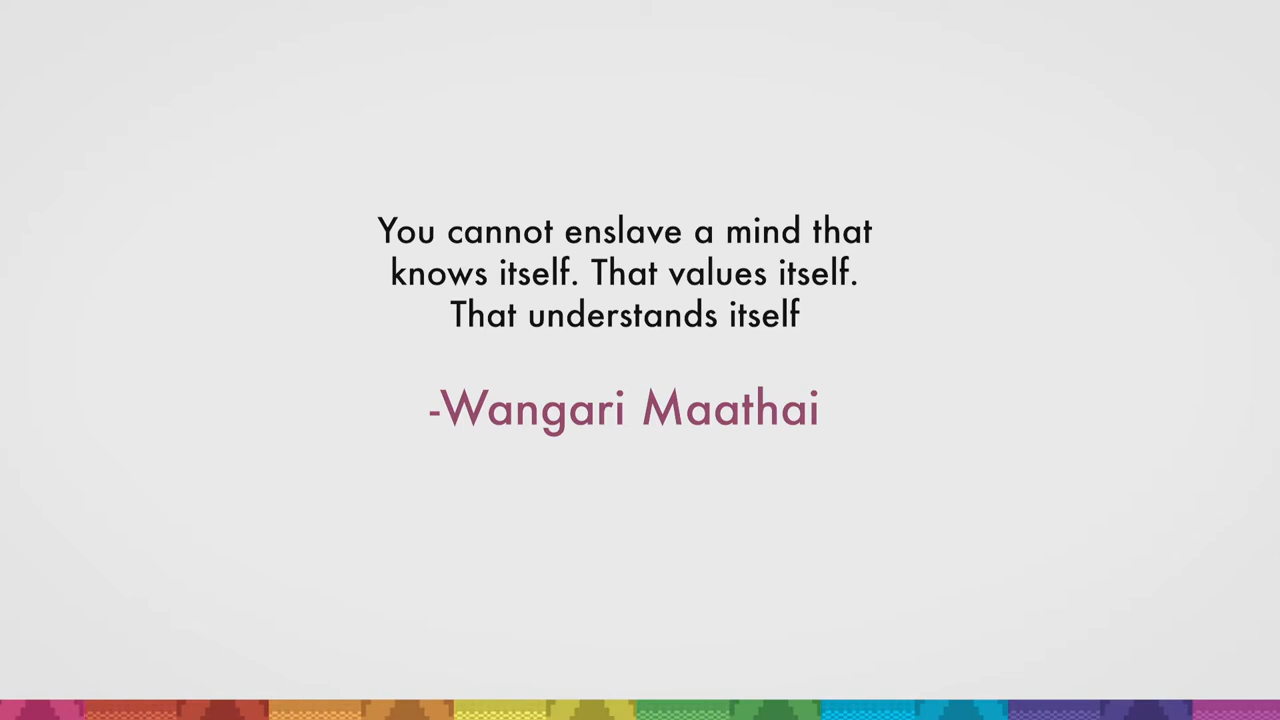 You cannot enslave a mind that
knows itself. That values itself.
That understands itself
-Wangari Maathai